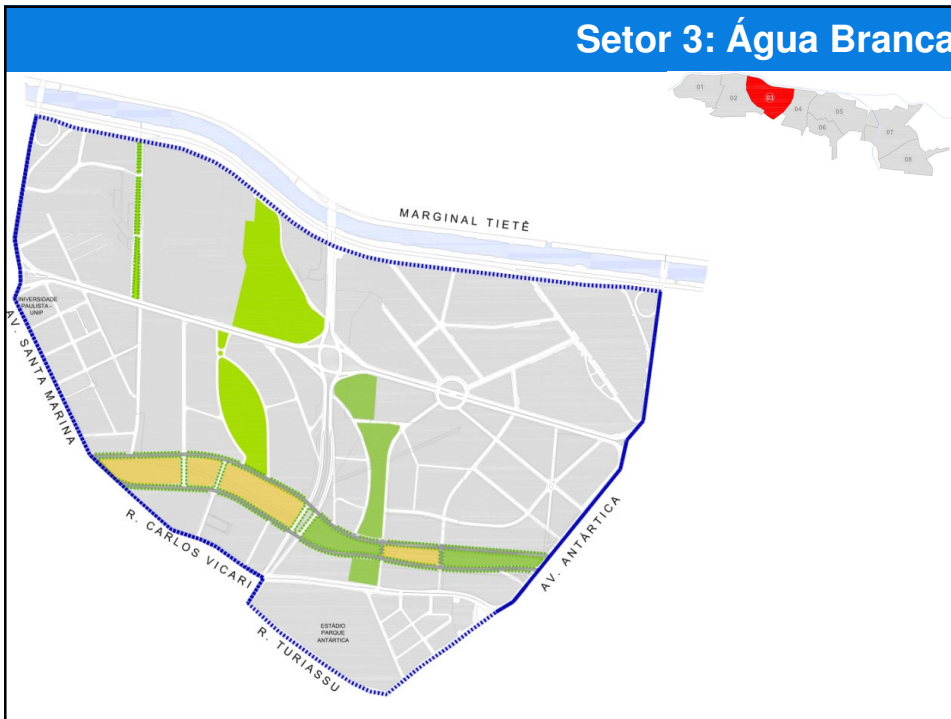 Setor 3: Água Branca
01
02
03
04
05
06
07
08
MARGINAL TIETÊ
UNIVERSIDADE
PAULISTA -
UNIP
AV. SANTA MARINA
R. CARLOS VICARI
AV. ANTÁRTICA
ESTÁDIO
PARQUE
ANTÁRTICA
R. TURIASSU